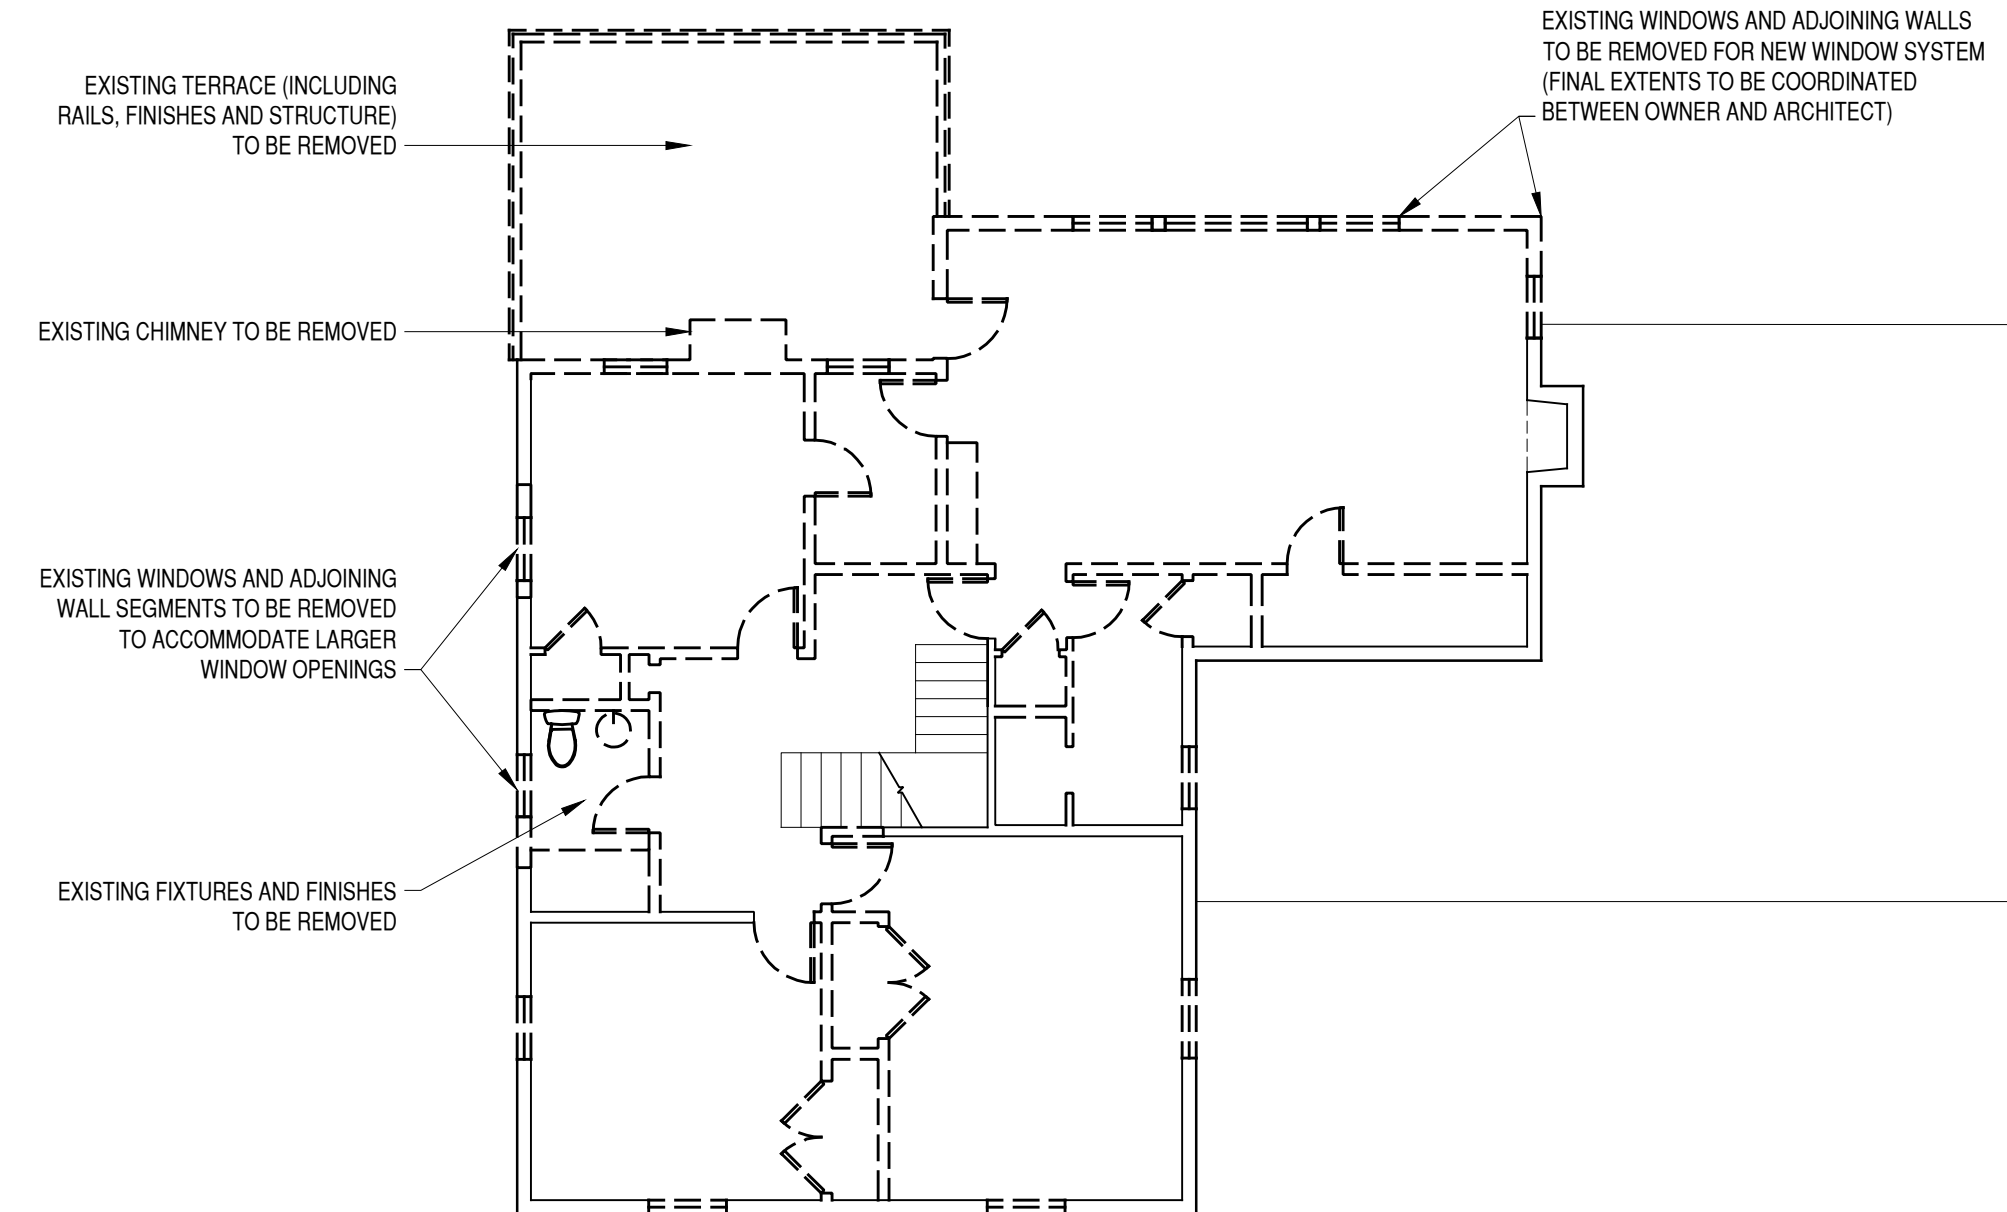 EXISTING TERRACE (INCLUDING
RAILS, FINISHES AND STRUCTURE)
TO BE REMOVED
EXISTING WINDOWS AND ADJOINING WALLS
TO BE REMOVED FOR NEW WINDOW SYSTEM
(FINAL EXTENTS TO BE COORDINATED
BETWEEN OWNER AND ARCHITECT)
EXISTING CHIMNEY TO BE REMOVED
EXISTING WINDOWS AND ADJOINING
WALL SEGMENTS TO BE REMOVED
TO ACCOMMODATE LARGER
WINDOW OPENINGS
EXISTING FIXTURES AND FINISHES
TO BE REMOVED